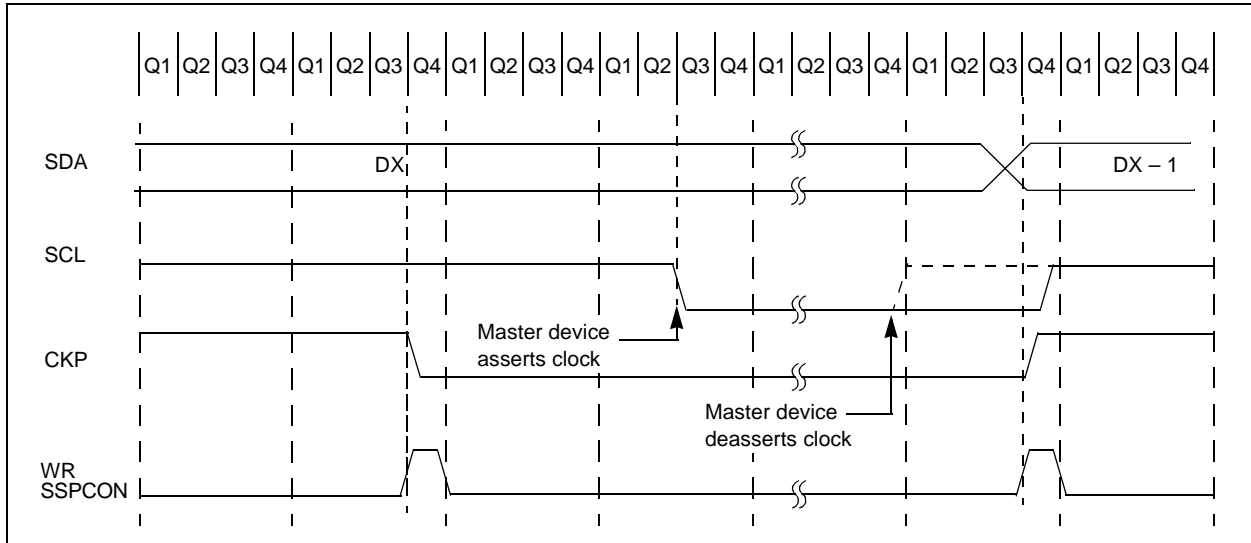 Q1 Q2 Q3 Q4 Q1 Q2 Q3 Q4 Q1 Q2 Q3 Q4 Q1 Q2 Q3 Q4 Q1 Q2 Q3 Q4 Q1 Q2 Q3 Q4 Q1 Q2 Q3 Q4
SDA
DX
DX – 1
SCL
Master device
asserts clock
CKP
Master device
deasserts clock
WR
SSPCON